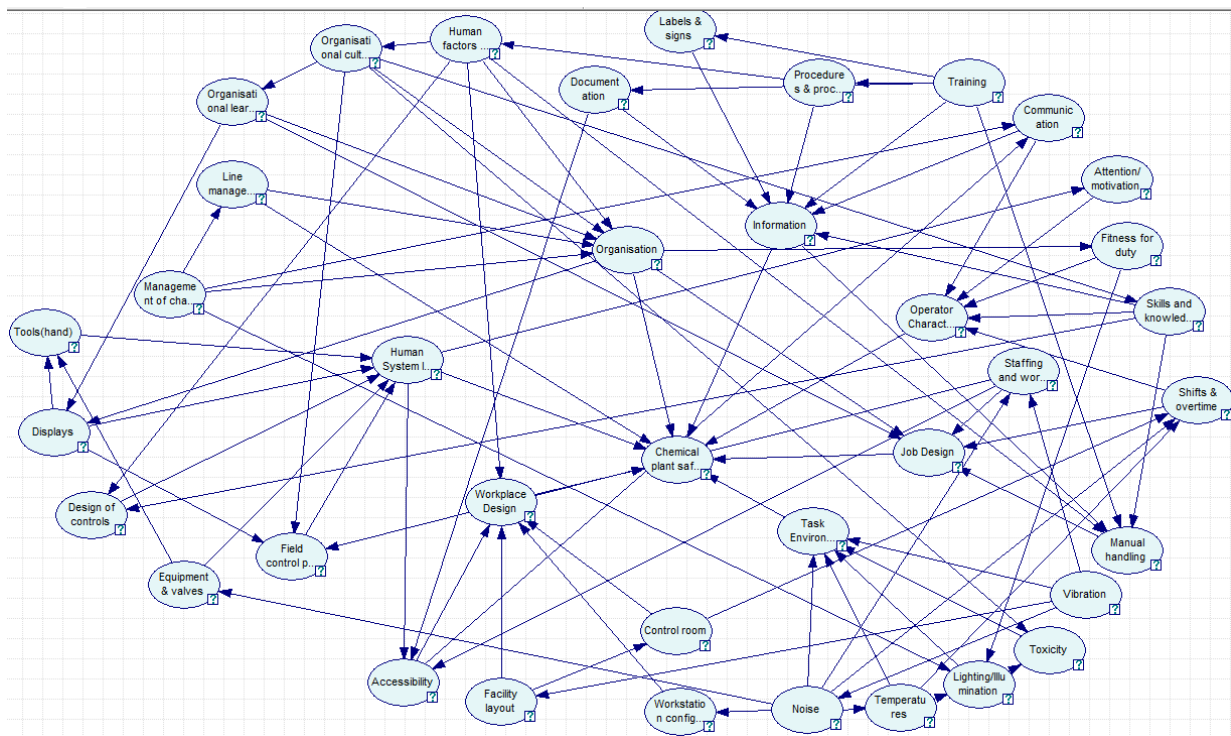 Labels &
signs
Human
factors ...
Organisati
onal cult...
Procedure
s & proc...
Training
Document
ation
Organisati
onal lear...
Communic
ation
Line
manage...
Attention/
motivation
Information
Fitness for
duty
Organisation
Manageme
nt of cha...
Skills and
knowled...
Operator
Charact...
Tools(hand)
Human
System I...
Staffing
and wor...
Shifts &
overtime
Displays
Chemical
plant saf...
Job Design
Workplace
Design
Design of
controls
Task
Environ...
Field
control p...
Manual
handling
Equipment
& valves
Vibration
Control room
Toxicity
Accessibility
Lighting/Illu
mination
Facility
layout
Workstatio
n config...
Noise
Temperatu
res